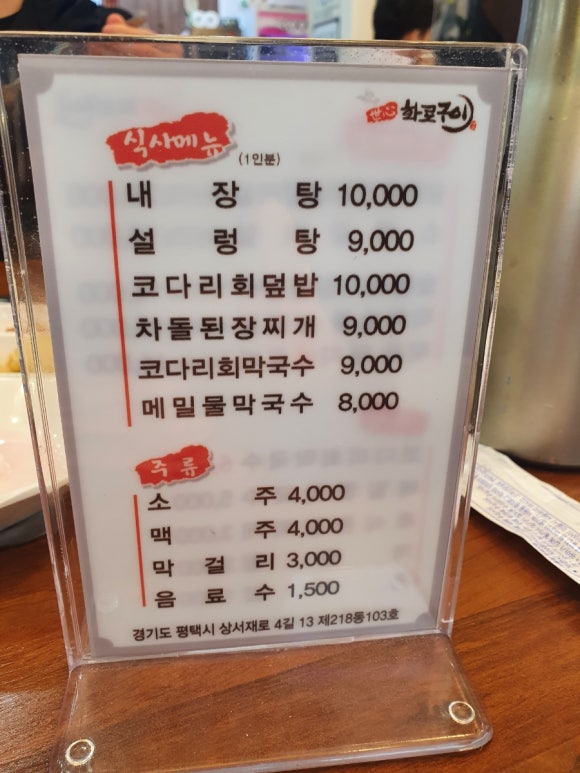 화로구이
식사메뉴 (1인분)
내장탕 10,000
설렁탕 9,000
코다리회덮밥 10,000
차돌된장찌개 9,000
코다리회막국수 9,000
메밀물막국수 8,000
주류
소주 4,000
맥주 4,000
막걸리 3,000
음료수 1,500
경기도 평택시 상서재로 4길 13 제218동103호